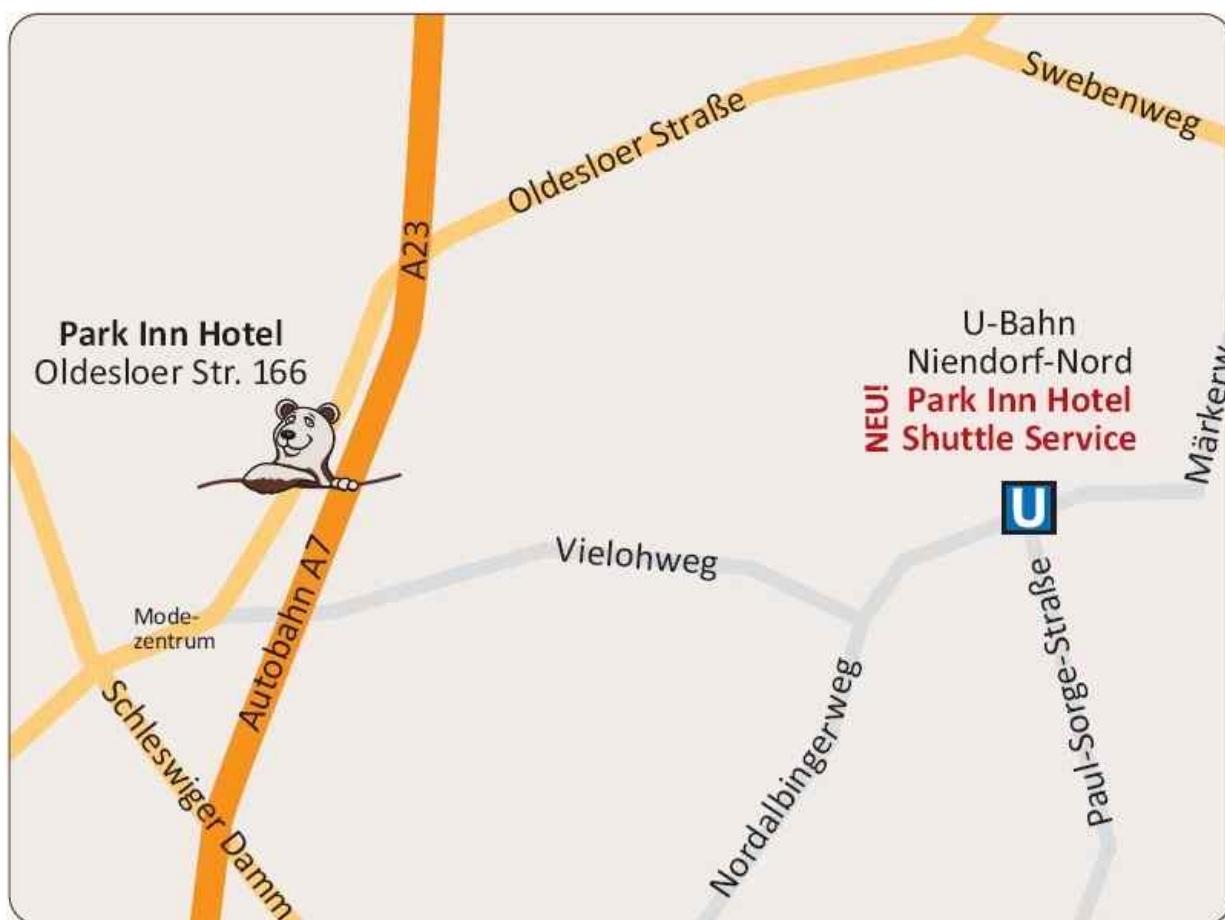 Swebenweg
Oldesloer Straße
A23
Park Inn Hotel
Oldesloer Str. 166
U-Bahn
Niendorf-Nord
NEU!
Park Inn Hotel
Shuttle Service
Märkerw
U
Vielohweg
Autobahn A7
Mode-
zentrum
Paul-Sorge-Straße
Schleswiger Damm
Nordalbingerweg